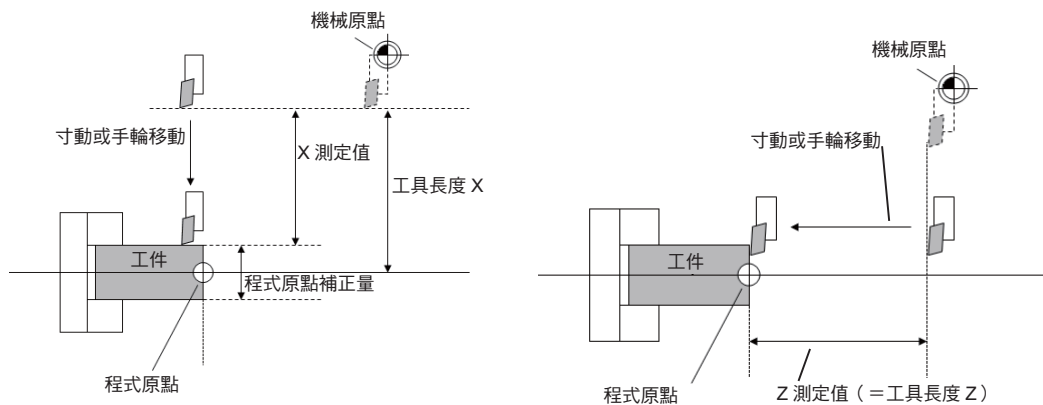 機械原點
寸動或手輪移動
X 測定值
工具長度 X
工件
程式原點補正量
程式原點
機械原點
寸動或手輪移動
工件
程式原點
Z 測定值（＝工具長度 Z）